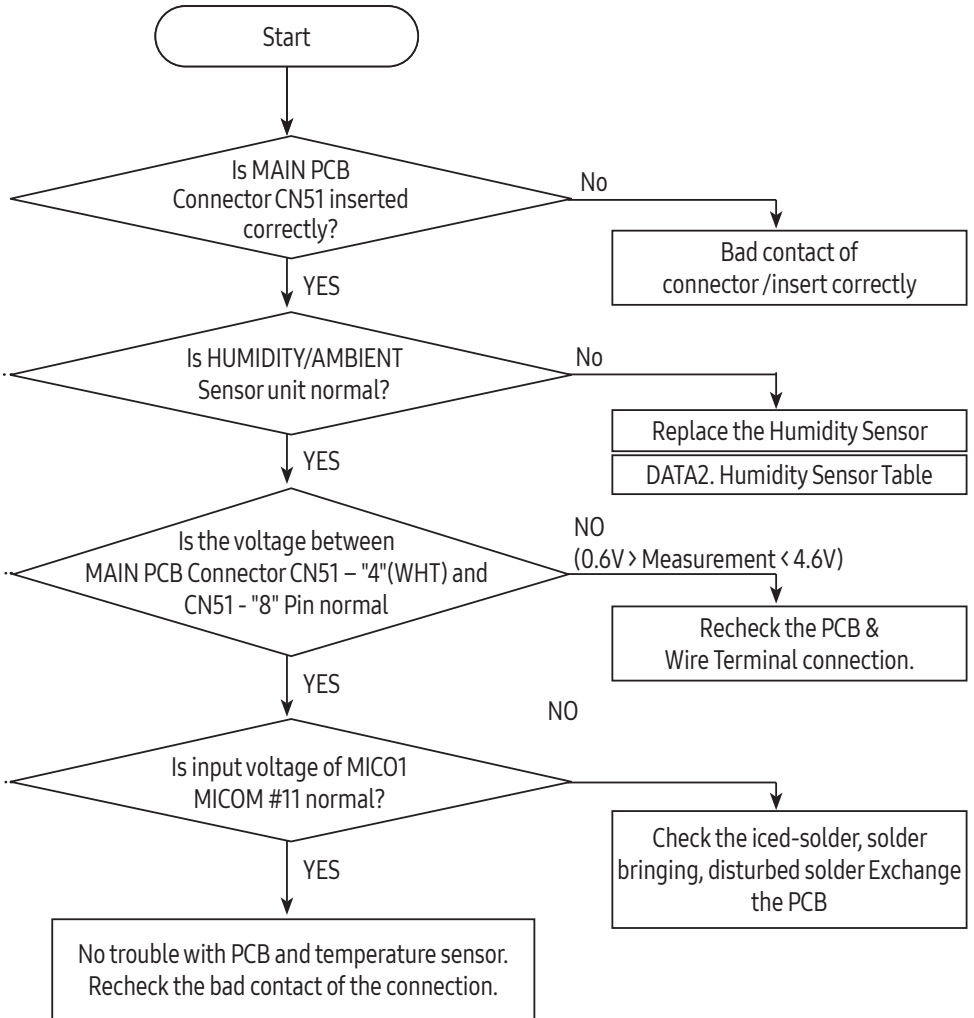 Start
Is MAIN PCB
Connector CN51 inserted
correctly?
No
Bad contact of
connector /insert correctly
YES
Is HUMIDITY/AMBIENT
Sensor unit normal?
No
Replace the Humidity Sensor
DATA2. Humidity Sensor Table
YES
Is the voltage between
MAIN PCB Connector CN51 – "4"(WHT) and
CN51 - "8" Pin normal
NO
(0.6V > Measurement < 4.6V)
Recheck the PCB &
Wire Terminal connection.
YES
NO
Is input voltage of MICO1
MICOM #11 normal?
Check the iced-solder, solder
bringing, disturbed solder Exchange
the PCB
YES
No trouble with PCB and temperature sensor.
Recheck the bad contact of the connection.